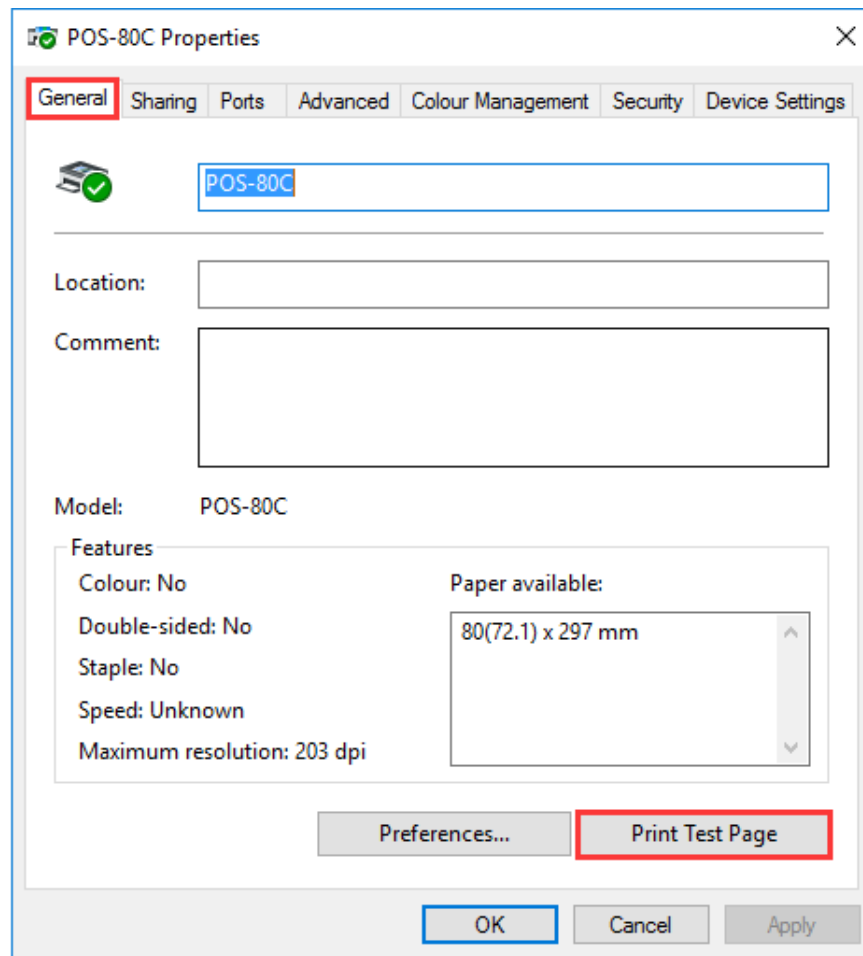 POS-80C Properties
General Sharing Ports Advanced Colour Management Security Device Settings
POS-80C
Location:
Comment:
Model: POS-80C
Features
Colour: No
Paper available:
Double-sided: No
80(72.1) x 297 mm
Staple: No
Speed: Unknown
Maximum resolution: 203 dpi
Preferences... Print Test Page
OK Cancel Apply